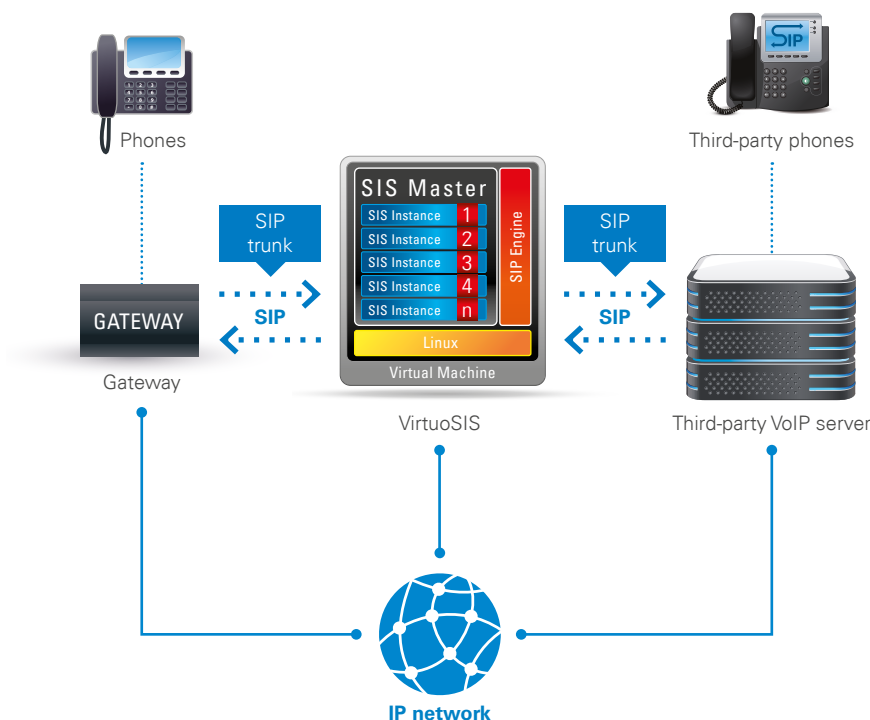 SIP
Phones
Third-party phones
SIS Master
SIS Instance 1
SIS Instance 2
SIS Instance 3
SIS Instance 4
SIS Instance n
SIP Engine
Linux
Virtual Machine
SIP
trunk
SIP
trunk
GATEWAY
SIP
SIP
Gateway
VirtuoSIS
Third-party VoIP server
IP network